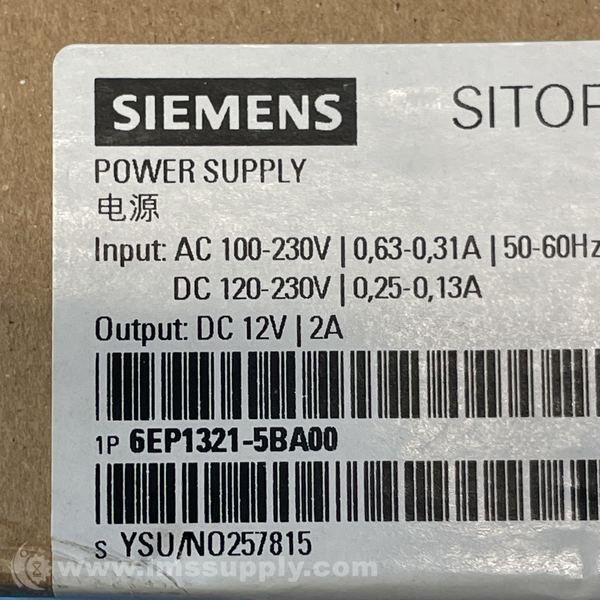 SIEMENS
SITOP
POWER SUPPLY
电源
Input: AC 100-230V | 0,63-0,31A | 50-60Hz
DC 120-230V | 0,25-0,13A
Output: DC 12V | 2A
1P 6EP1321-5BA00
S YSU/NO257815
www.imssupply.com